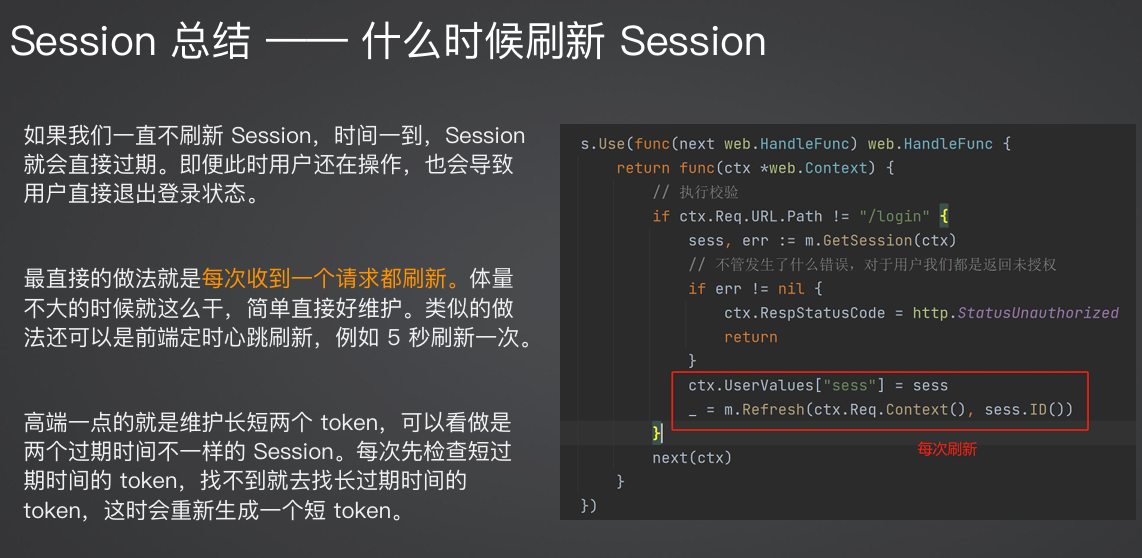 Session 总结 —— 什么时候刷新 Session
如果我们一直不刷新 Session，时间一到，Session
就会直接过期。即便此时用户还在操作，也会导致
用户直接退出登录状态。
最直接的做法就是每次收到一个请求都刷新。体量
不大的时候就这么干，简单直接好维护。类似的做
法还可以是前端定时心跳刷新，例如 5 秒刷新一次。
高端一点的就是维护长短两个 token，可以看做是
两个过期时间不一样的 Session。每次先检查短过
期时间的 token，找不到就去找长过期时间的
token，这时会重新生成一个短 token。
s.Use(func(next web.HandleFunc) web.HandleFunc {
return func(ctx *web.Context) {
// 执行校验
if ctx.Req.URL.Path != "/login" {
sess, err := m.GetSession(ctx)
// 不管发生了什么错误，对于用户我们都是返回未授权
if err != nil {
ctx.RespStatusCode = http.StatusUnauthorized
return
}
ctx.UserValues["sess"] = sess
_ = m.Refresh(ctx.Req.Context(), sess.ID())
}
每次刷新
next(ctx)
}
})